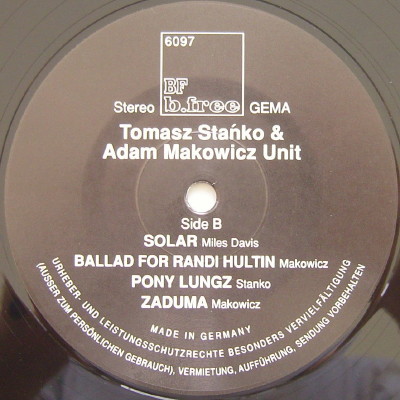 6097
BF
b.free
Stereo GEMA
Tomasz Stańko &
Adam Makowicz Unit
Side B
SOLAR Miles Davis
BALLAD FOR RANDI HULTIN Makowicz
PONY LUNGZ Stanko
ZADUMA Makowicz
MADE IN GERMANY
URHEBER- UND LEISTUNGSSCHUTZRECHTE BESONDERS VERVIELFÄLTIGUNG
(AUSSER ZUM PERSÖNLICHEN GEBRAUCH), VERMIETUNG, AUFFÜHRUNG, SENDUNG VORBEHALTEN